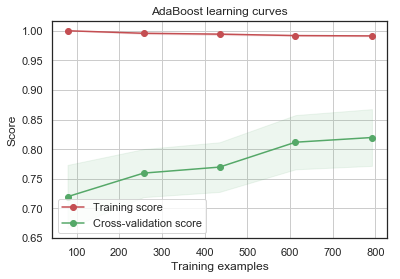 AdaBoost learning curves
1.00
0.95
0.90
0.85
0.80
0.75
0.70
0.65
Score
Training score
Cross-validation score
100 200 300 400 500 600 700 800
Training examples